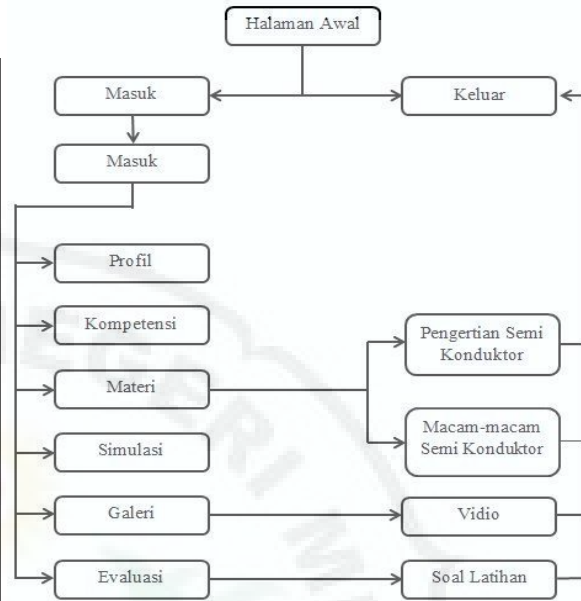 Halaman Awal
Masuk
Keluar
Masuk
Profil
Kompetensi
Materi
Pengertian Semi
Konduktor
Macam-macam
Semi Konduktor
Simulasi
Galeri
Vidio
Evaluasi
Soal Latihan
NEGERI M